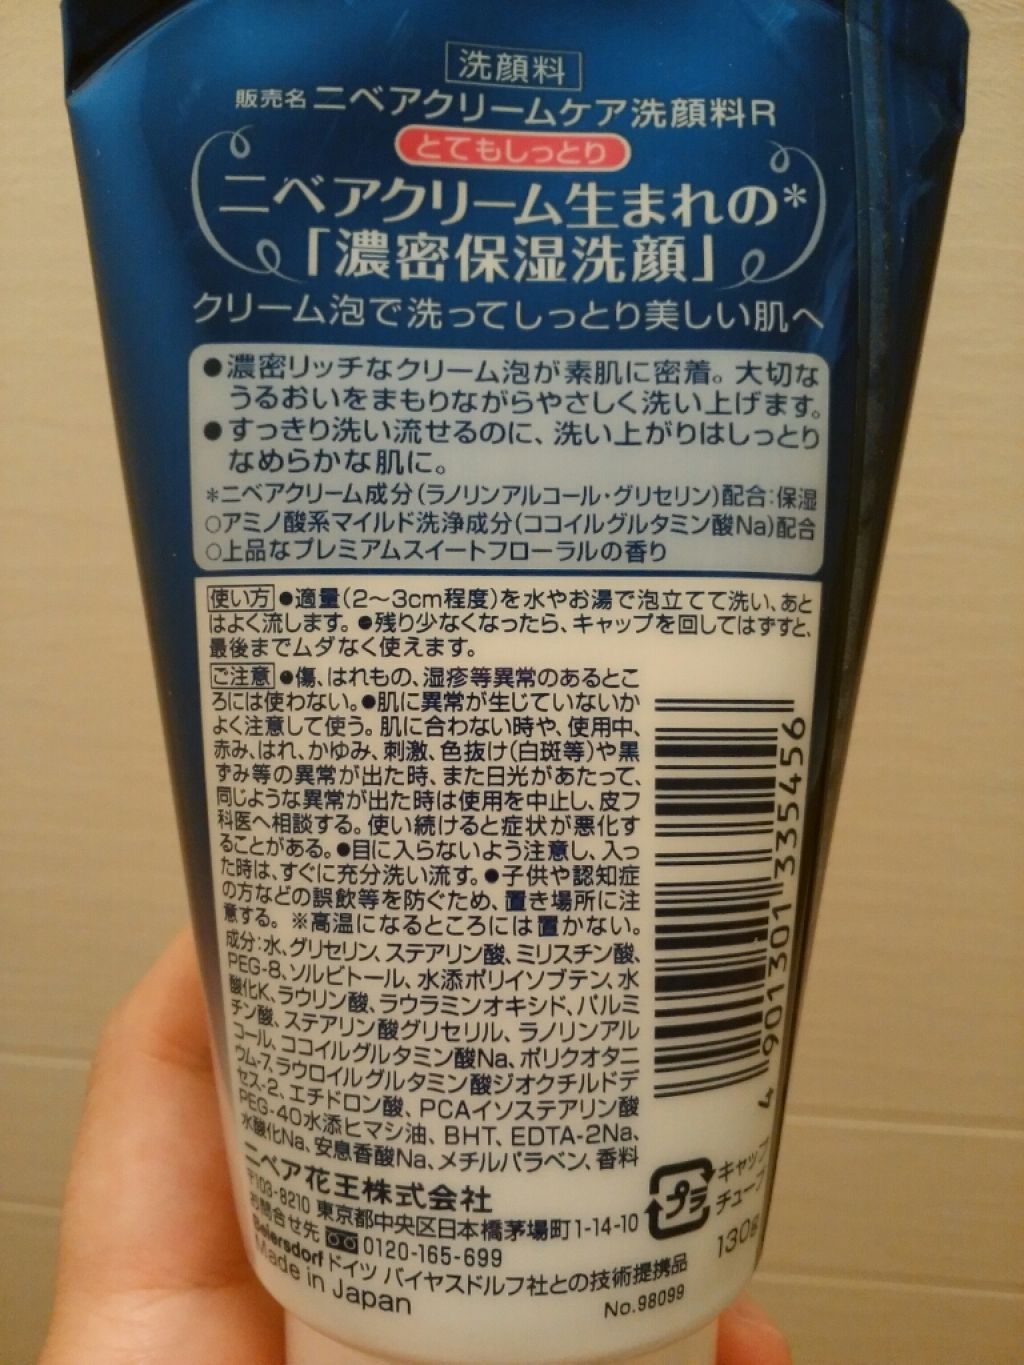 洗顔料
販売名 ニベアクリームケア洗顔料R
とてもしっとり
ニベアクリーム生まれの*
「濃密保湿洗顔」
クリーム泡で洗ってしっとり美しい肌へ
●濃密リッチなクリーム泡が素肌に密着。大切な
うるおいをまもりながらやさしく洗い上げます。
●すっきり洗い流せるのに、洗い上がりはしっとり
なめらかな肌に。
*ニベアクリーム成分(ラノリンアルコール・グリセリン)配合:保湿
○アミノ酸系マイルド洗浄成分(ココイルグルタミン酸Na)配合
○上品なプレミアムスイートフローラルの香り
使い方 ●適量(2〜3cm程度)を水やお湯で泡立てて洗い、あと
はよく流します。●残り少なくなったら、キャップを回してはずすと、
最後までムダなく使えます。
ご注意 ●傷、はれもの、湿疹等異常のあるとこ
ろには使わない。●肌に異常が生じていないか
よく注意して使う。肌に合わない時や、使用中、
赤み、はれ、かゆみ、刺激、色抜け(白斑等)や黒
ずみ等の異常が出た時、また日光があたって、
同じような異常が出た時は使用を中止し、皮フ
科医へ相談する。使い続けると症状が悪化す
ることがある。●目に入らないよう注意し、入っ
た時は、すぐに充分洗い流す。●子供や認知症
の方などの誤飲等を防ぐため、置き場所に注
意する。※高温になるところには置かない。
成分:水、グリセリン、ステアリン酸、ミリスチン酸、
PEG-8、ソルビトール、水添ポリイソブテン、水
酸化K、ラウリン酸、ラウラミンオキシド、パルミ
チン酸、ステアリン酸グリセリル、ラノリンアル
コール、ココイルグルタミン酸Na、ポリクオタニ
ウム-7、ラウロイルグルタミン酸ジオクチルドデ
セス-2、エチドロン酸、PCAイソステアリン酸
PEG-40水添ヒマシ油、BHT、EDTA-2Na、
水酸化Na、安息香酸Na、メチルパラベン、香料
4901301335456
ニベア花王株式会社
〒103-8210 東京都中央区日本橋茅場町1-14-10
お問合せ先 0120-165-699
Beiersdorf ドイツ バイヤスドルフ社との技術提携品
Made in Japan
No.98099
プラ
キャップ
チューブ
130g